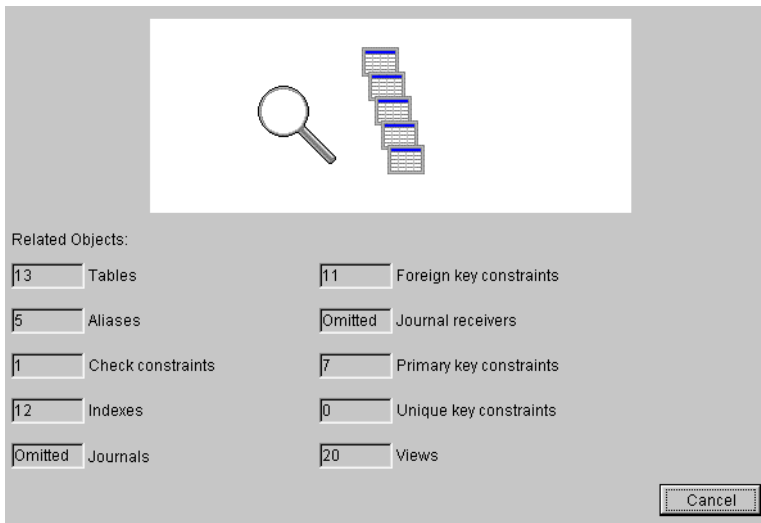 Related Objects:
13 Tables 11 Foreign key constraints
5 Aliases Omitted Journal receivers
1 Check constraints 7 Primary key constraints
12 Indexes 0 Unique key constraints
Omitted Journals 20 Views
Cancel